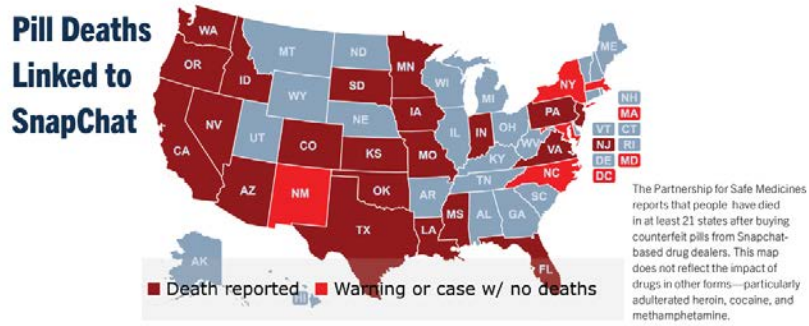 Pill Deaths
Linked to
SnapChat
WA
OR
ID
MT
ND
MN
SD
WY
NV
UT
CO
NE
IA
KS
MO
CA
AZ
NM
OK
TX
AR
LA
MS
WI
MI
IL
IN
OH
KY
TN
AL
GA
FL
SC
NC
VA
WV
PA
NY
ME
NH
MA
VT CT
NJ RI
DE MD
DC
AK
HI
The Partnership for Safe Medicines
reports that people have died
in at least 21 states after buying
counterfeit pills from Snapchat-
based drug dealers. This map
does not reflect the impact of
drugs in other forms—particularly
adulterated heroin, cocaine, and
methamphetamine.
Death reported Warning or case w/ no deaths